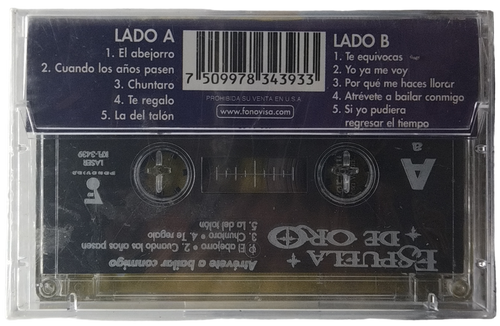 LADO A
1. El abejorro
2. Cuando los años pasen
3. Chuntaro
4. Te regalo
5. La del talón
7 509978 343933
PROHIBIDA SU VENTA EN U.S.A.
www.fonovisa.com
LADO B
1. Te equivocas
2. Yo ya me voy
3. Por qué me haces llorar
4. Atrévete a bailar conmigo
5. Si yo pudiera
regresar el tiempo
A
ESPUELA
DE ORO
Atrévete a bailar conmigo
1. El abejorro * 2. Cuando los años pasen
3. Chuntaro * 4. Te regalo
5. La del talón
FONOVISA
LASER